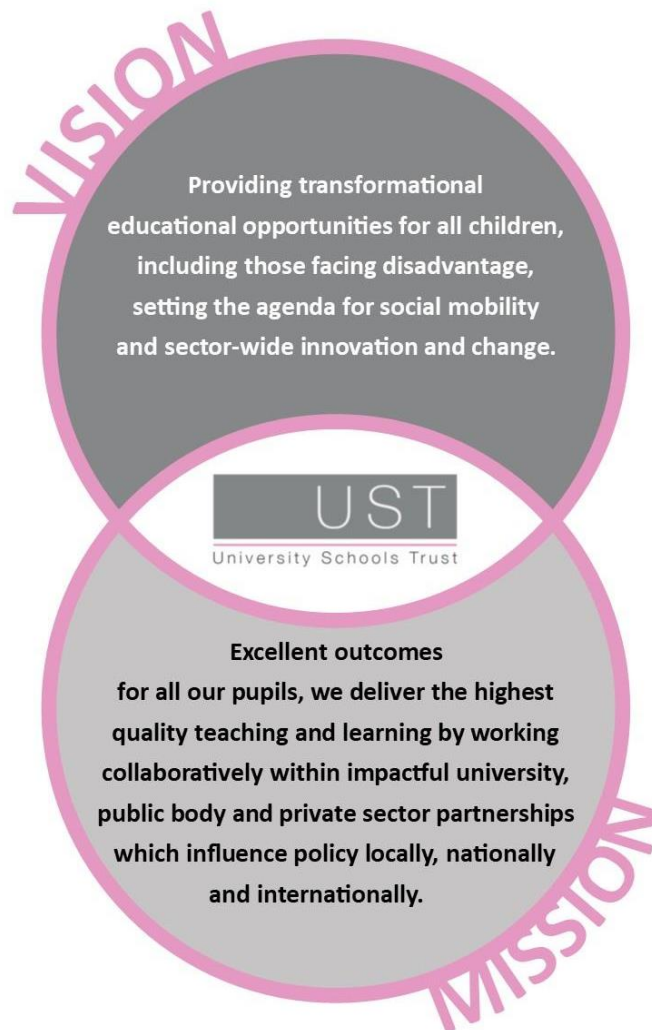 VISION
Providing transformational
educational opportunities for all children,
including those facing disadvantage,
setting the agenda for social mobility
and sector-wide innovation and change.
UST
University Schools Trust
Excellent outcomes
for all our pupils, we deliver the highest
quality teaching and learning by working
collaboratively within impactful university,
public body and private sector partnerships
which influence policy locally, nationally
and internationally.
MISSION